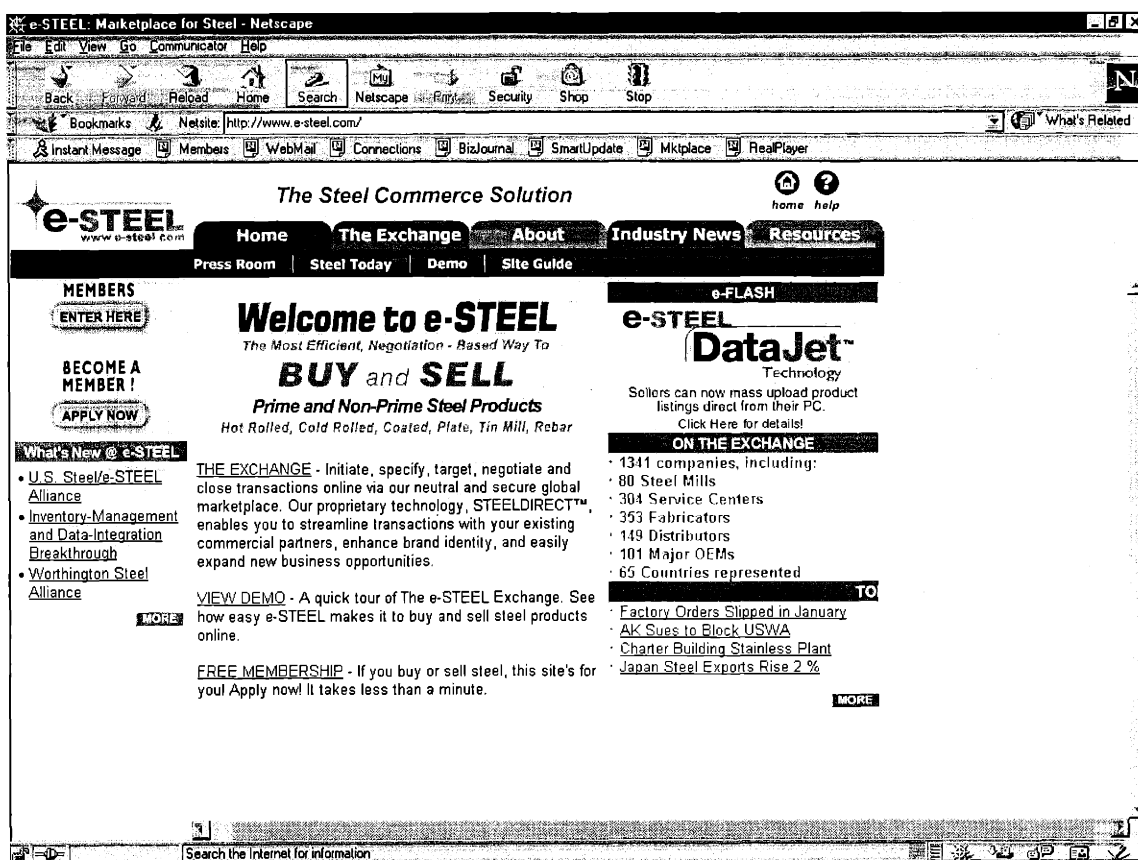 e-STEEL: Marketplace for Steel - Netscape
File Edit View Go Communicator Help
Back Forward Reload Home Search Netscape Print Security Shop Stop
Bookmarks Netsite: http://www.e-steel.com/ What's Related
Instant Message Members WebMail Connections BizJournal SmartUpdate Mktplace RealPlayer
e-STEEL
www.e-steel.com
The Steel Commerce Solution
home help
Home The Exchange About Industry News Resources
Press Room | Steel Today | Demo | Site Guide
MEMBERS
ENTER HERE
BECOME A
MEMBER !
APPLY NOW
What's New @ e-STEEL
• U.S. Steel/e-STEEL
Alliance
• Inventory-Management
and Data-Integration
Breakthrough
• Worthington Steel
Alliance
MORE
Welcome to e-STEEL
The Most Efficient, Negotiation - Based Way To
BUY and SELL
Prime and Non-Prime Steel Products
Hot Rolled, Cold Rolled, Coated, Plate, Tin Mill, Rebar
THE EXCHANGE - Initiate, specify, target, negotiate and
close transactions online via our neutral and secure global
marketplace. Our proprietary technology, STEELDIRECT™,
enables you to streamline transactions with your existing
commercial partners, enhance brand identity, and easily
expand new business opportunities.
VIEW DEMO - A quick tour of The e-STEEL Exchange. See
how easy e-STEEL makes it to buy and sell steel products
online.
FREE MEMBERSHIP - If you buy or sell steel, this site's for
you! Apply now! It takes less than a minute.
e-FLASH
e-STEEL
DataJet™
Technology
Sellers can now mass upload product
listings direct from their PC.
Click Here for details!
ON THE EXCHANGE
· 1341 companies, including:
· 80 Steel Mills
· 304 Service Centers
· 353 Fabricators
· 149 Distributors
· 101 Major OEMs
· 65 Countries represented
TO
· Factory Orders Slipped in January
· AK Sues to Block USWA
· Charter Building Stainless Plant
· Japan Steel Exports Rise 2 %
MORE
Search the Internet for information